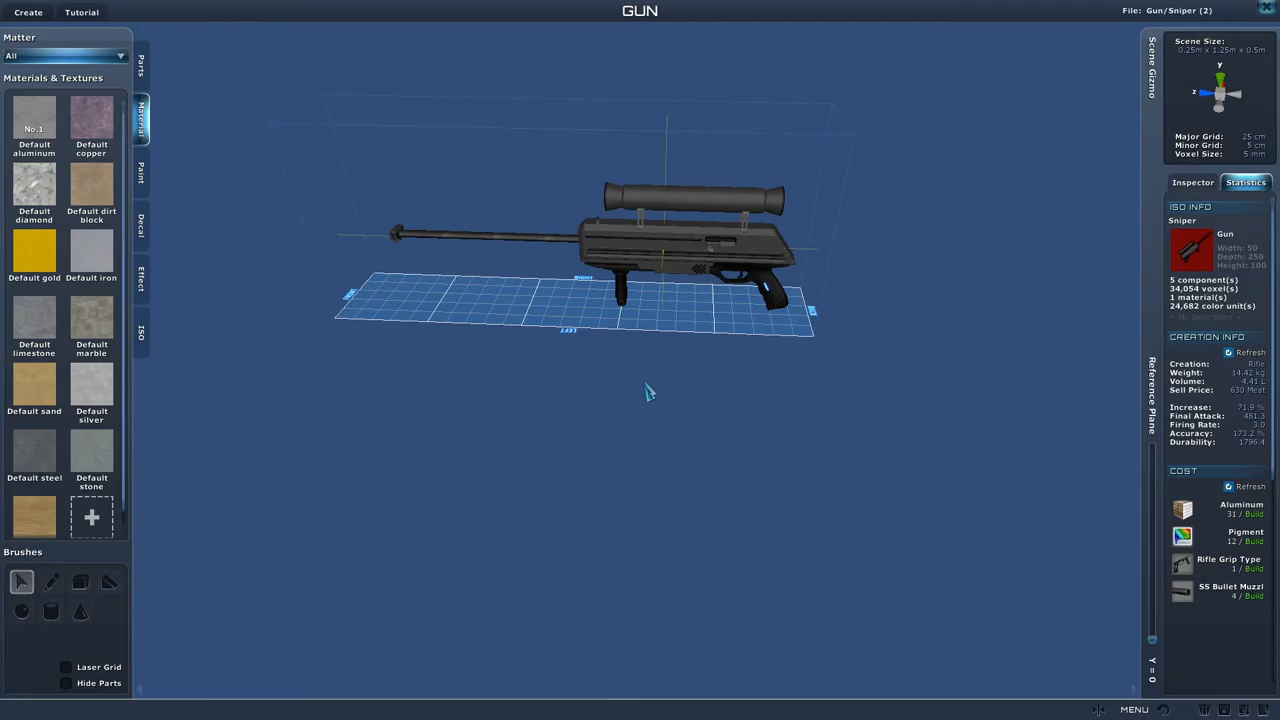 Create
Tutorial
GUN
File: Gun/Sniper (2)
Matter
All
Materials & Textures
No.1
Default aluminum
Default copper
Default diamond
Default dirt block
Default gold
Default iron
Default limestone
Default marble
Default sand
Default silver
Default steel
Default stone
Brushes
Laser Grid
Hide Parts
Parts
Material
Paint
Decal
Effect
ISO
LEFT
Scene Gizmo
Scene Size:
0.25m x 1.25m x 0.5m
y
z
Major Grid: 25 cm
Minor Grid: 5 cm
Voxel Size: 5 mm
Reference Plane
Y = 0
Inspector
Statistics
ISO INFO
Sniper
Gun
Width: 50
Depth: 250
Height: 100
5 component(s)
34,054 voxel(s)
1 material(s)
24,682 color unit(s)
CREATION INFO
Refresh
Creation: Rifle
Weight: 14.42 kg
Volume: 4.41 L
Sell Price: 630 Meat
Increase: 71.9 %
Final Attack: 481.3
Firing Rate: 3.0
Accuracy: 173.2 %
Durability: 1796.4
COST
Refresh
Aluminum
31 / Build
Pigment
12 / Build
Rifle Grip Type
1 / Build
SS Bullet Muzzl
4 / Build
MENU